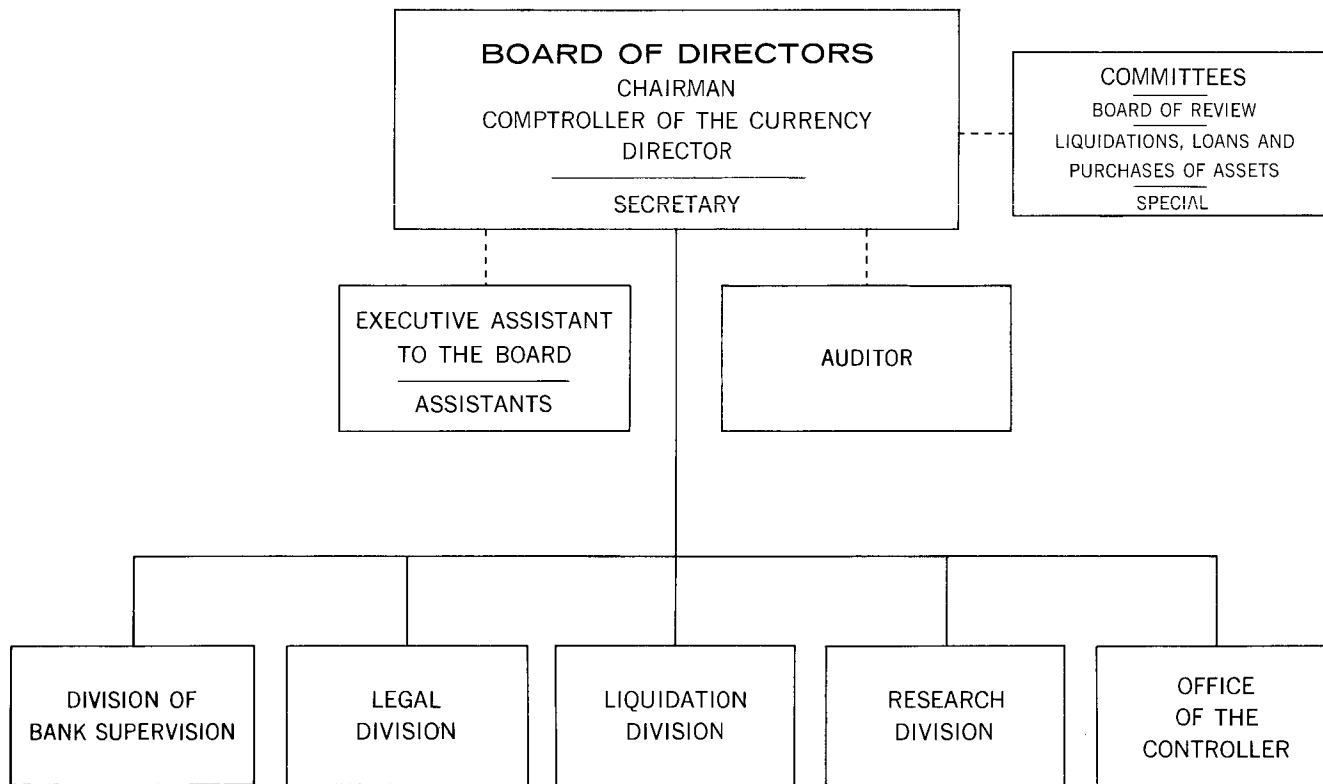 BOARD OF DIRECTORS
CHAIRMAN
COMPTROLLER OF THE CURRENCY
DIRECTOR
SECRETARY
COMMITTEES
BOARD OF REVIEW
LIQUIDATIONS, LOANS AND
PURCHASES OF ASSETS
SPECIAL
EXECUTIVE ASSISTANT
TO THE BOARD
ASSISTANTS
AUDITOR
DIVISION OF
BANK SUPERVISION
LEGAL
DIVISION
LIQUIDATION
DIVISION
RESEARCH
DIVISION
OFFICE
OF THE
CONTROLLER